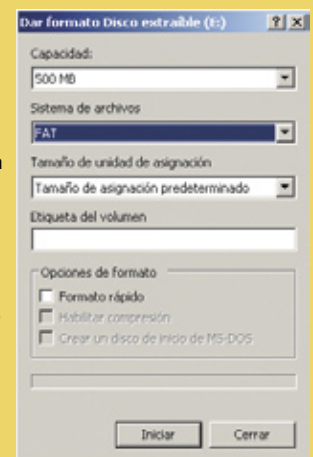 Dar formato Disco extraíble (E:)
Capacidad:
500 MB
Sistema de archivos
FAT
Tamaño de unidad de asignación
Tamaño de asignación predeterminado
Etiqueta del volumen
Opciones de formato
Formato rápido
Habilitar compresión
Crear un disco de inicio de MS-DOS
Iniciar Cerrar